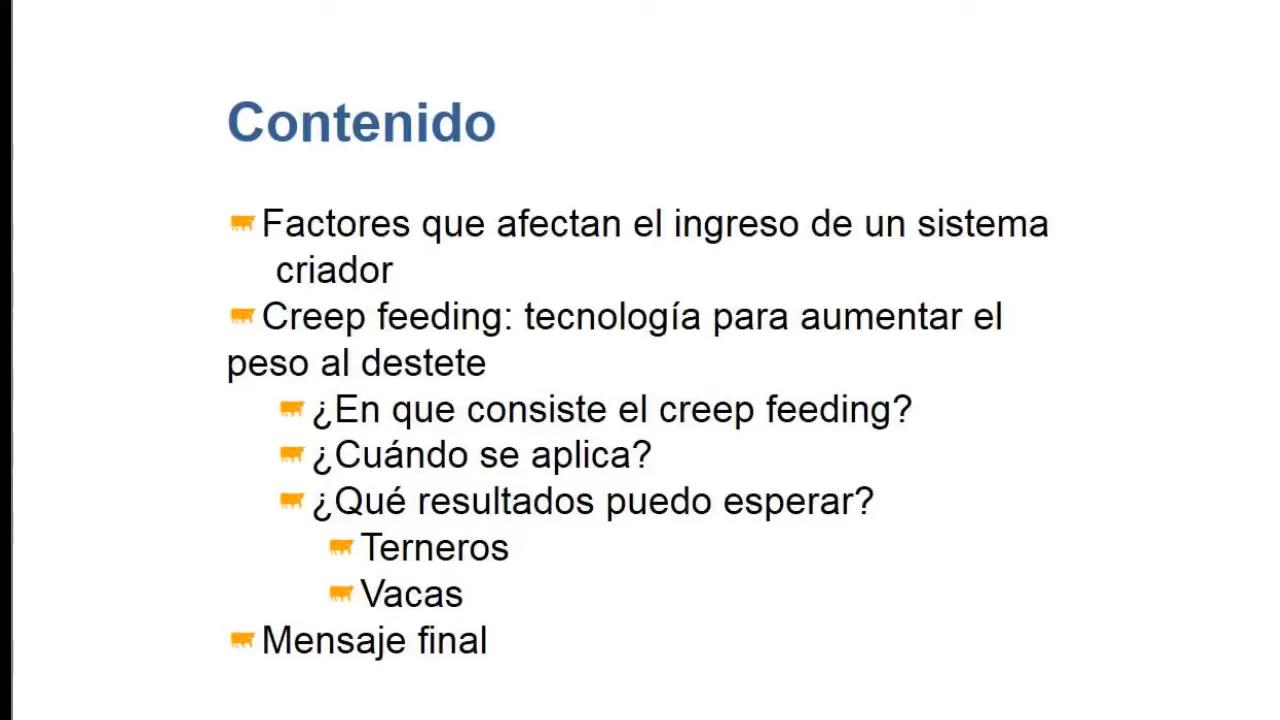 Contenido
Factores que afectan el ingreso de un sistema
criador
Creep feeding: tecnología para aumentar el
peso al destete
¿En que consiste el creep feeding?
¿Cuándo se aplica?
¿Qué resultados puedo esperar?
Terneros
Vacas
Mensaje final